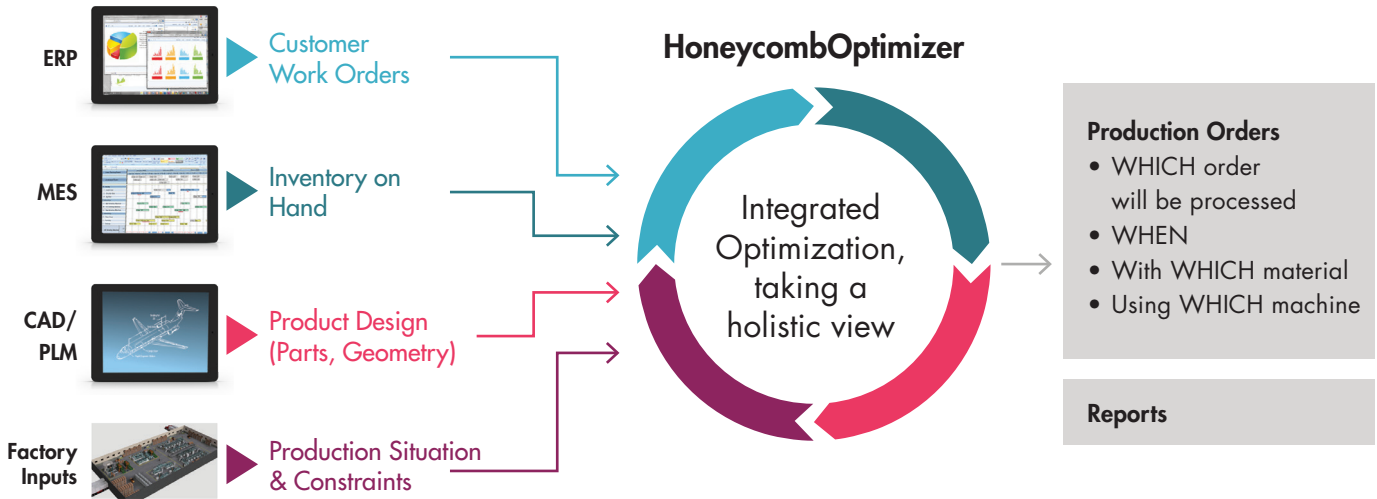 ERP
Customer
Work Orders
MES
Inventory on
Hand
CAD/
PLM
Product Design
(Parts, Geometry)
Factory
Inputs
Production Situation
& Constraints
HoneycombOptimizer
Integrated
Optimization,
taking a
holistic view
Production Orders
• WHICH order
will be processed
• WHEN
• With WHICH material
• Using WHICH machine
Reports